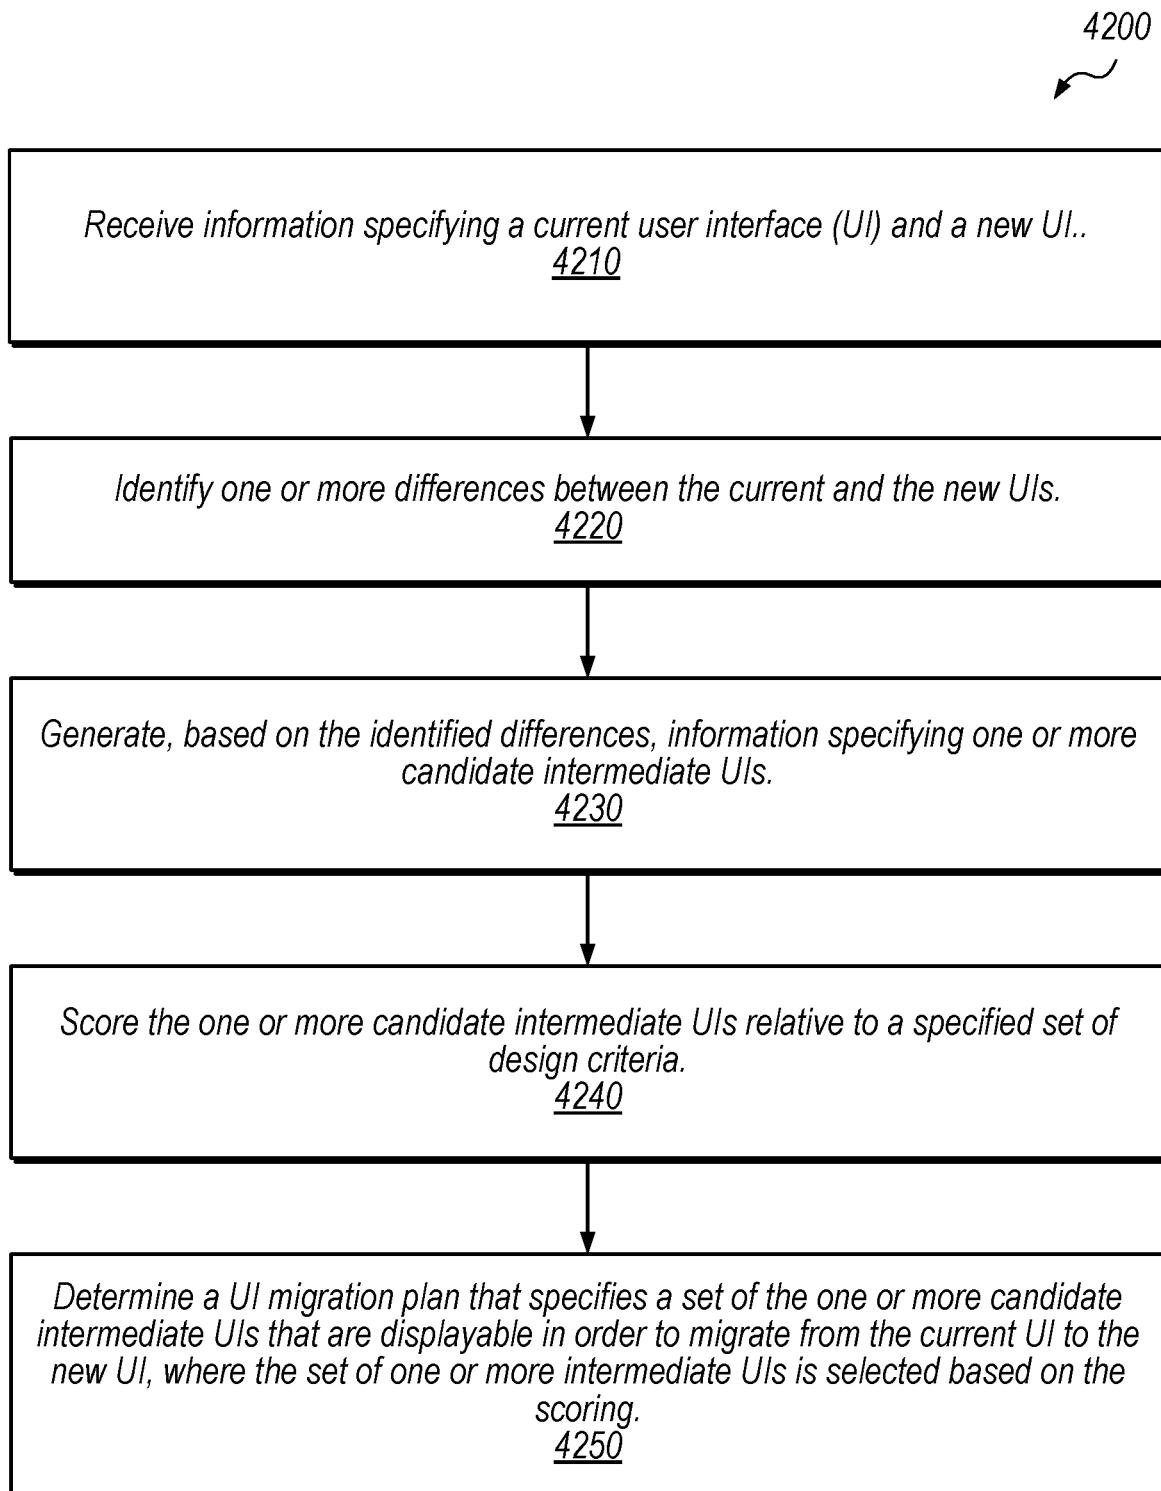 4200
Receive information specifying a current user interface (UI) and a new UI..
4210
Identify one or more differences between the current and the new UIs.
4220
Generate, based on the identified differences, information specifying one or more
candidate intermediate UIs.
4230
Score the one or more candidate intermediate UIs relative to a specified set of
design criteria.
4240
Determine a UI migration plan that specifies a set of the one or more candidate
intermediate UIs that are displayable in order to migrate from the current UI to the
new UI, where the set of one or more intermediate UIs is selected based on the
scoring.
4250